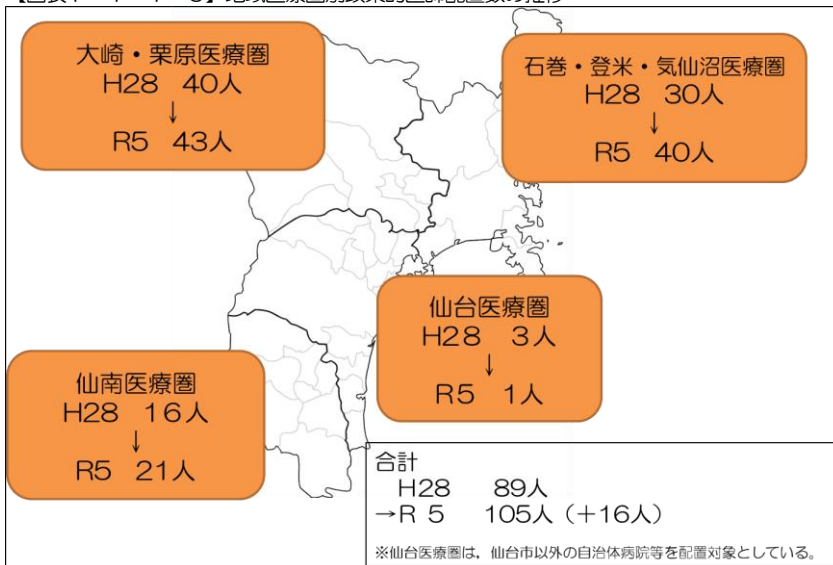 大崎・栗原医療圏
H28 40人
↓
R5 43人
石巻・登米・気仙沼医療圏
H28 30人
↓
R5 40人
仙台医療圏
H28 3人
↓
R5 1人
仙南医療圏
H28 16人
↓
R5 21人
合計
H28 89人
→R 5 105人（＋16人）
※仙台医療圏は，仙台市以外の自治体病院等を配置対象としている。